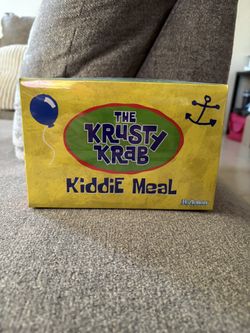 THE
KRUSTY
KRAB
KiddiE MeaL